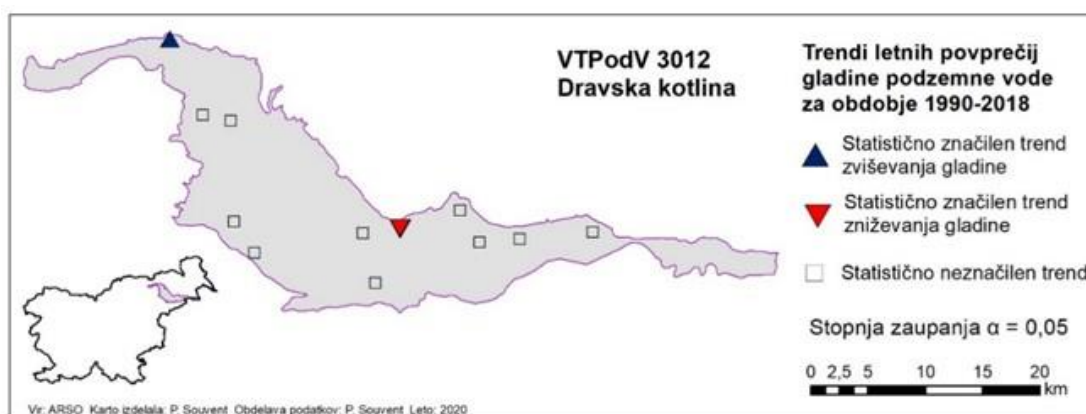 VTPodV 3012
Dravska kotlina
Trendi letnih povprečij
gladine podzemne vode
za obdobje 1990-2018
Statistično značilen trend
zviševanja gladine
Statistično značilen trend
zniževanja gladine
Statistično neznačilen trend
Stopnja zaupanja α = 0,05
0 2,5 5 10 15 20
km
Vir: ARSO Karto izdelala: P. Souvent Obdelava podatkov: P. Souvent Leto: 2020